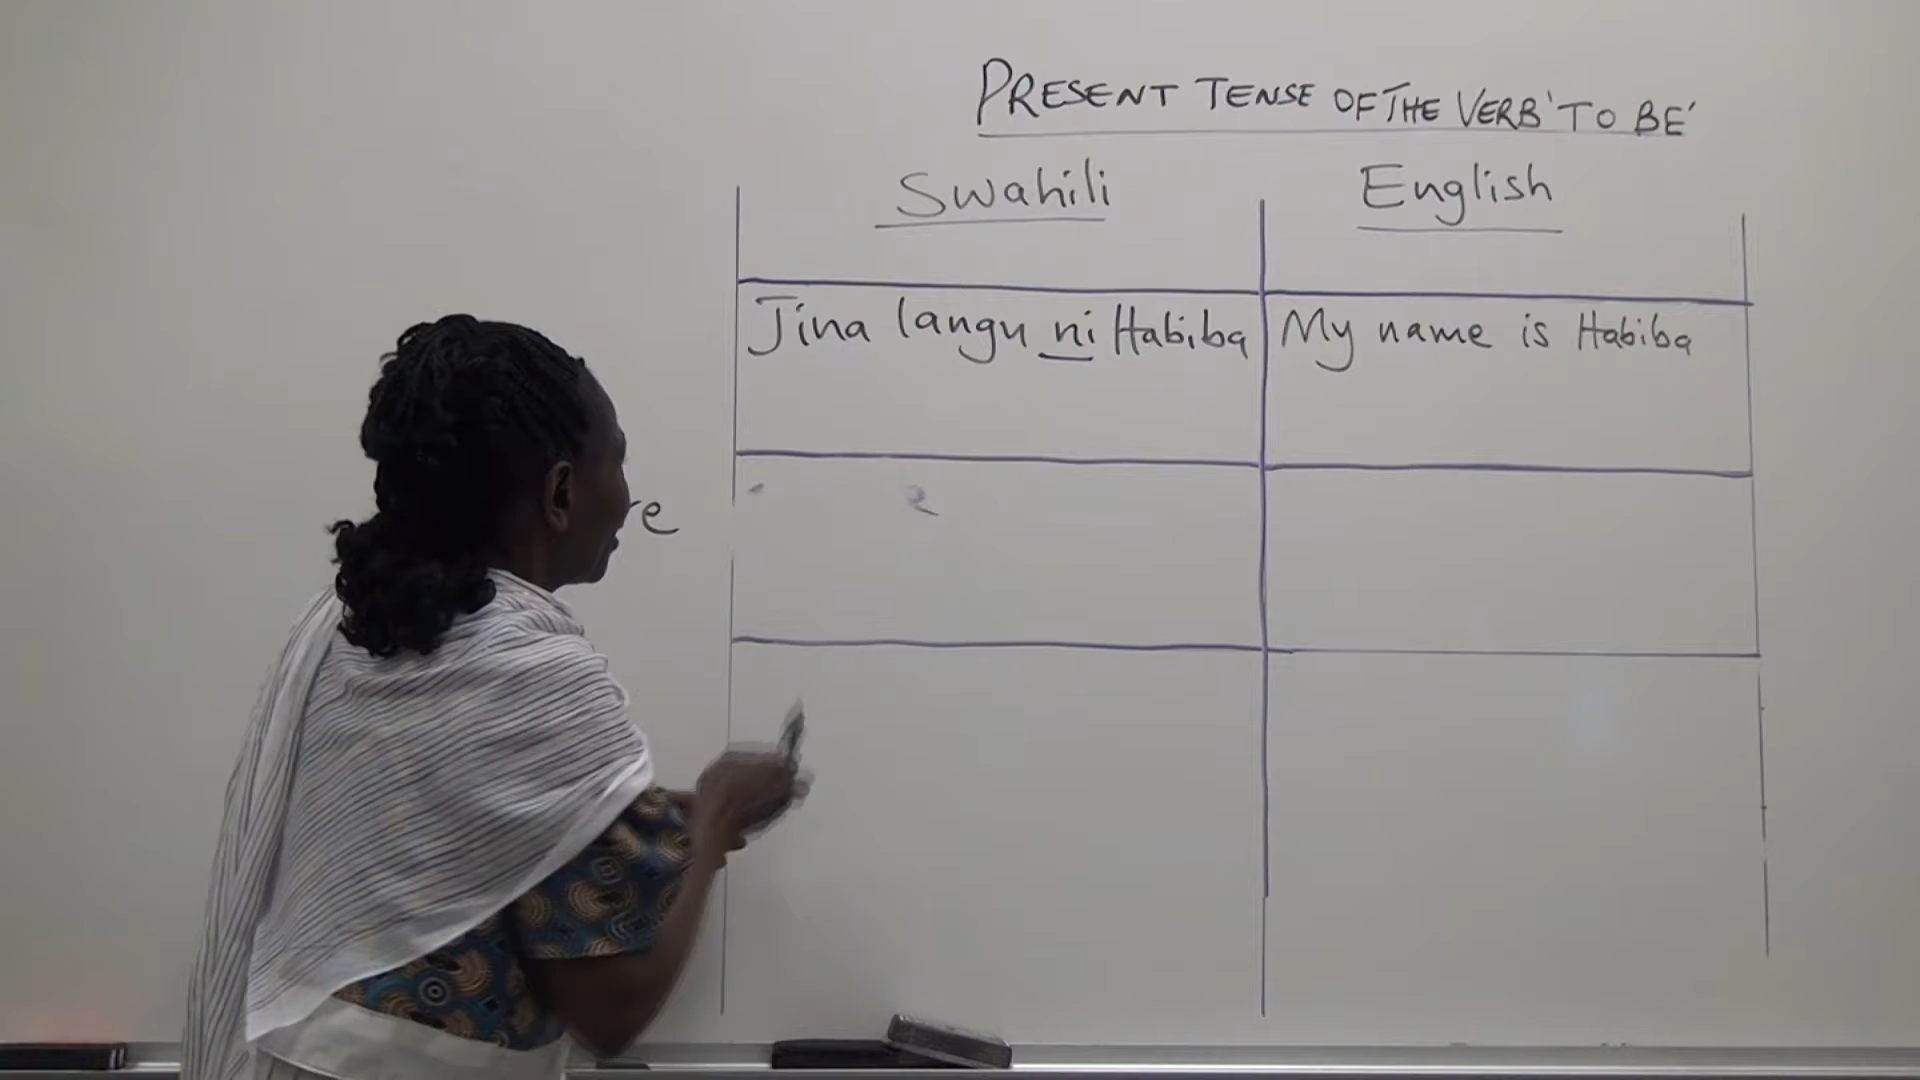 PRESENT TENSE OF THE VERB 'TO BE'
Swahili English
Jina langu ni Habiba My name is Habiba